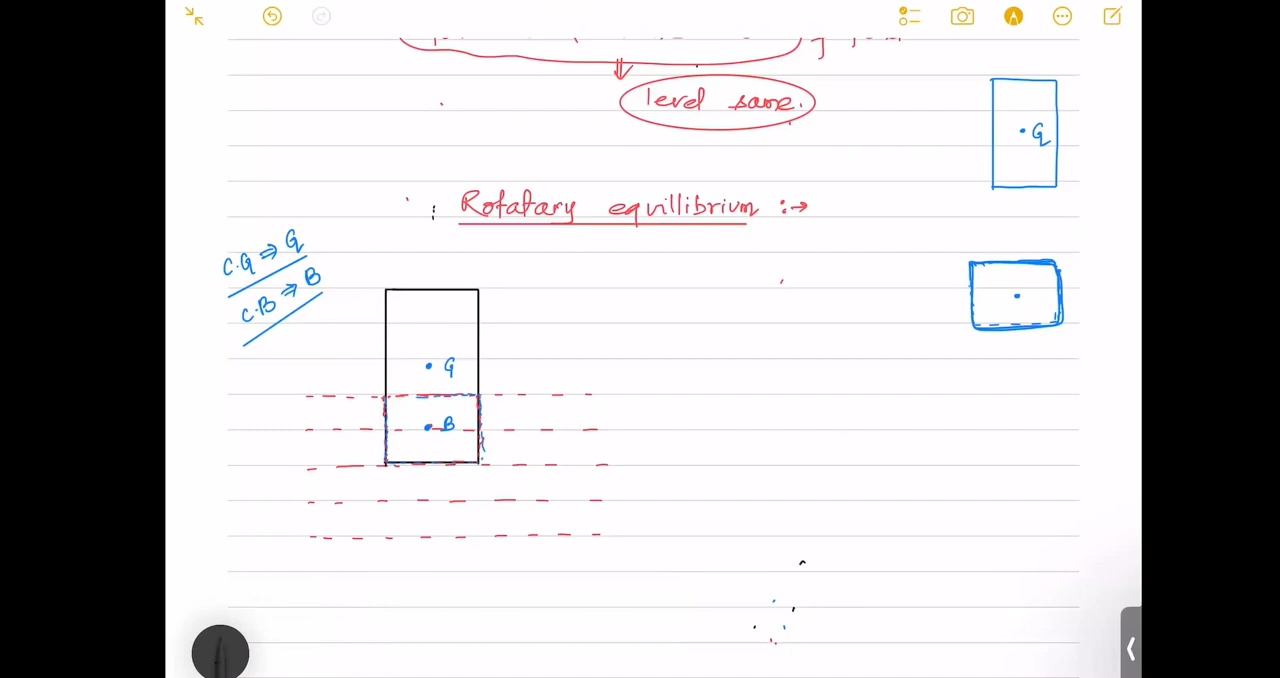 level same.
G
Rotatary equillibrium :→
C.G ⇒ G
C.B ⇒ B
G
B